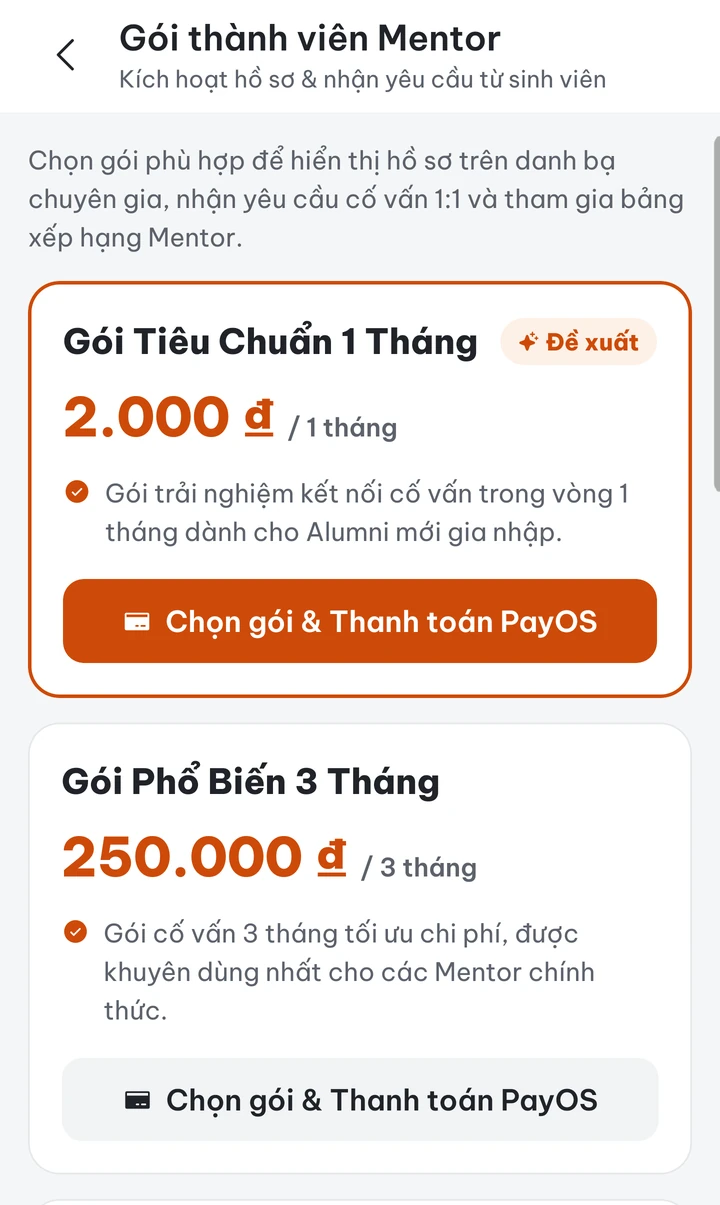 Gói thành viên Mentor
Kích hoạt hồ sơ & nhận yêu cầu từ sinh viên
Chọn gói phù hợp để hiển thị hồ sơ trên danh bạ
chuyên gia, nhận yêu cầu cố vấn 1:1 và tham gia bảng
xếp hạng Mentor.
Gói Tiêu Chuẩn 1 Tháng
Đề xuất
2.000 ₫ / 1 tháng
Gói trải nghiệm kết nối cố vấn trong vòng 1
tháng dành cho Alumni mới gia nhập.
Chọn gói & Thanh toán PayOS
Gói Phổ Biến 3 Tháng
250.000 ₫ / 3 tháng
Gói cố vấn 3 tháng tối ưu chi phí, được
khuyên dùng nhất cho các Mentor chính
thức.
Chọn gói & Thanh toán PayOS